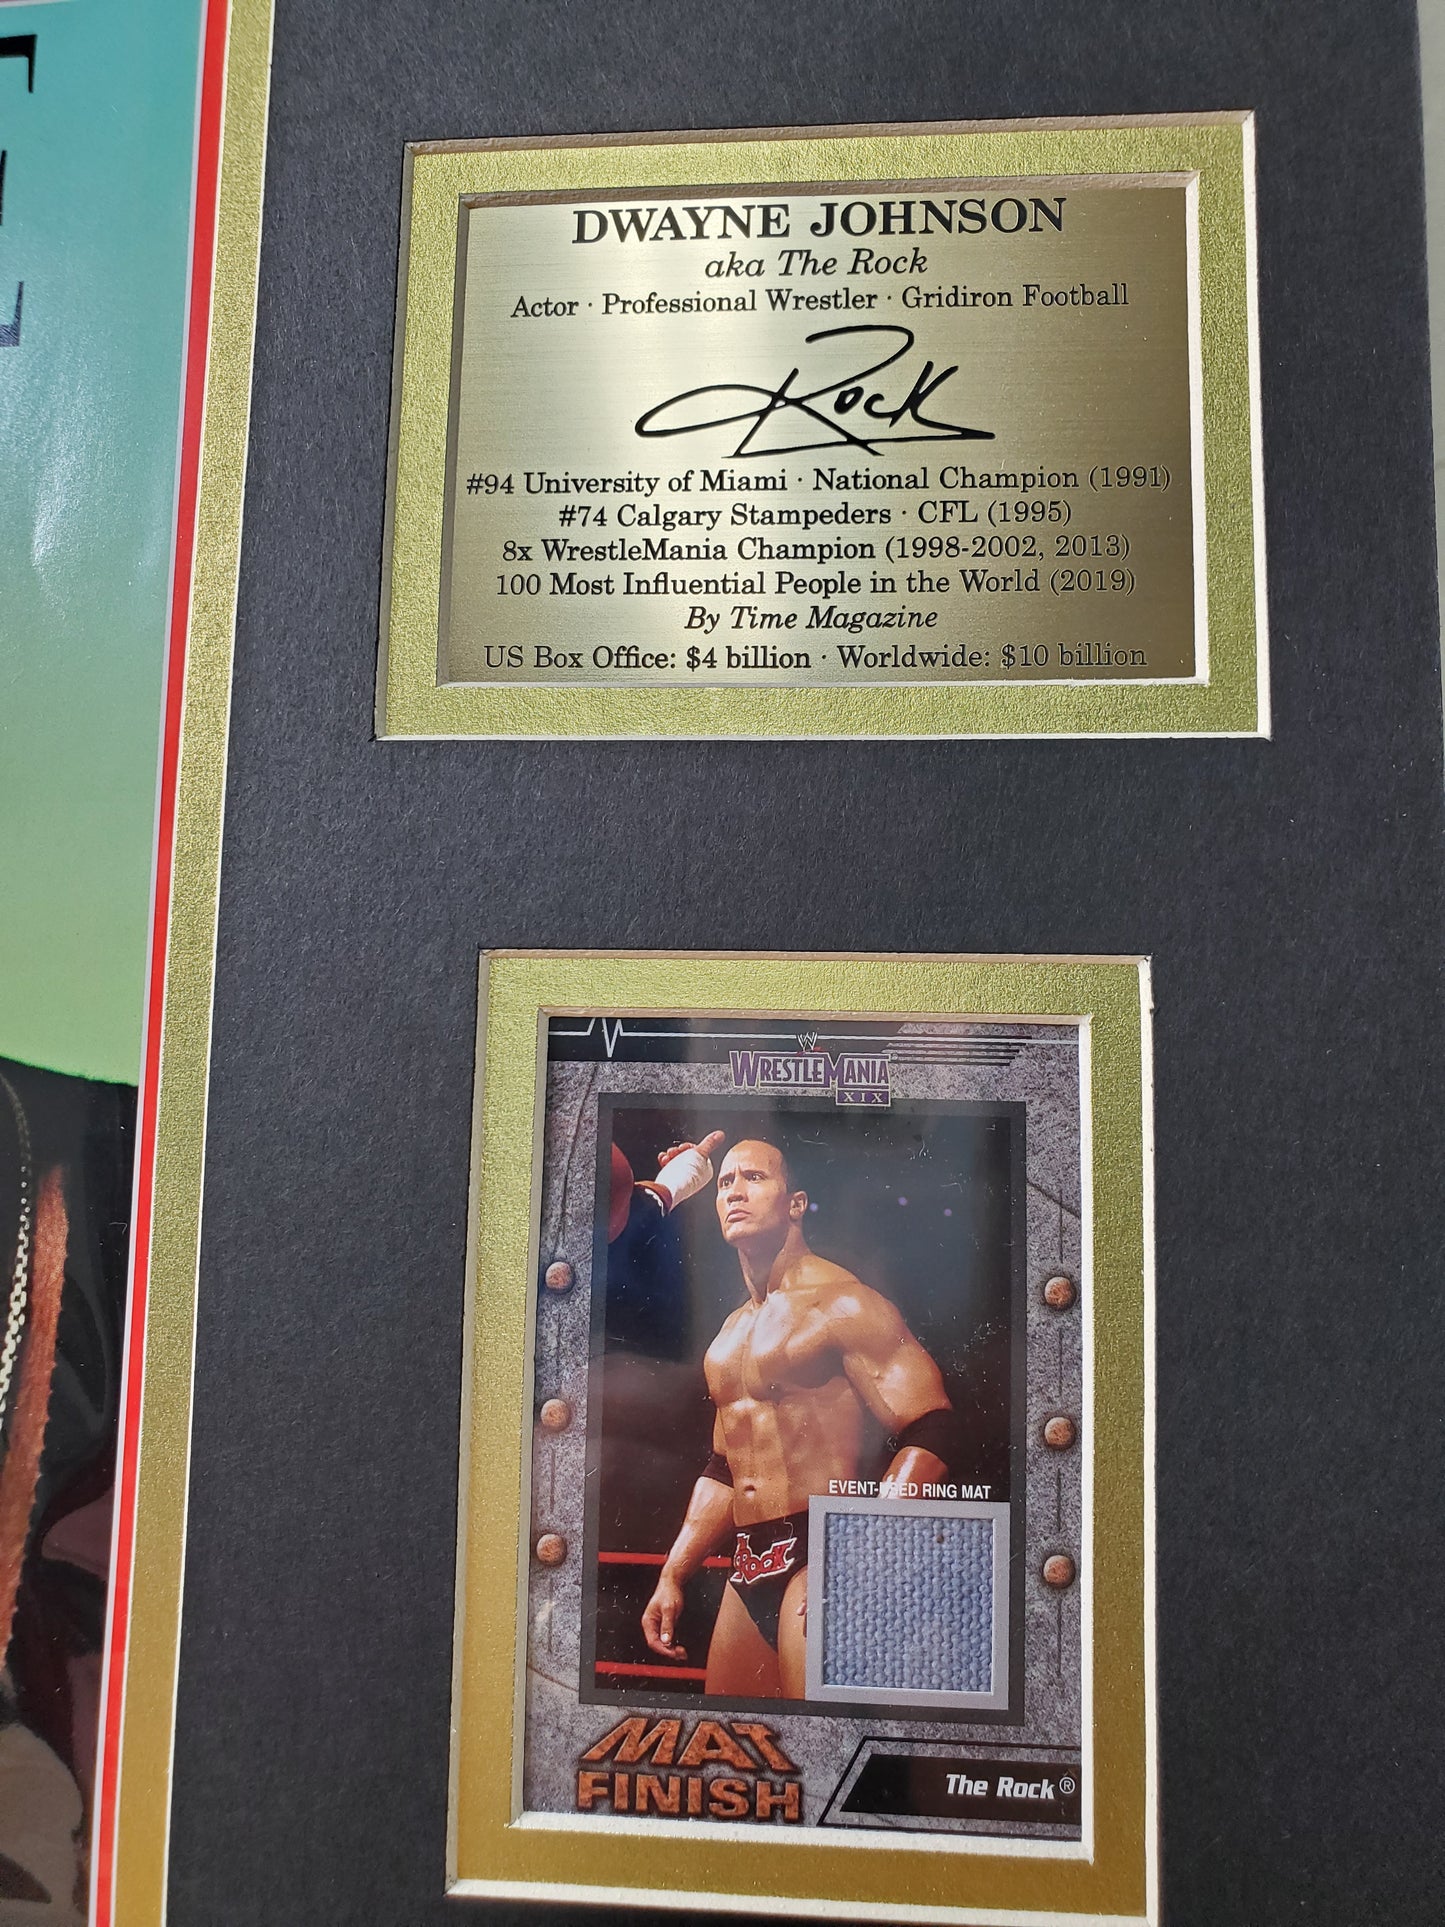 DWAYNE JOHNSON
aka The Rock
Actor · Professional Wrestler · Gridiron Football
Rock
#94 University of Miami · National Champion (1991)
#74 Calgary Stampeders · CFL (1995)
8x WrestleMania Champion (1998-2002, 2013)
100 Most Influential People in the World (2019)
By Time Magazine
US Box Office: $4 billion · Worldwide: $10 billion
W
WRESTLEMANIA
XIX
EVENT-USED RING MAT
MAT
FINISH
The Rock®